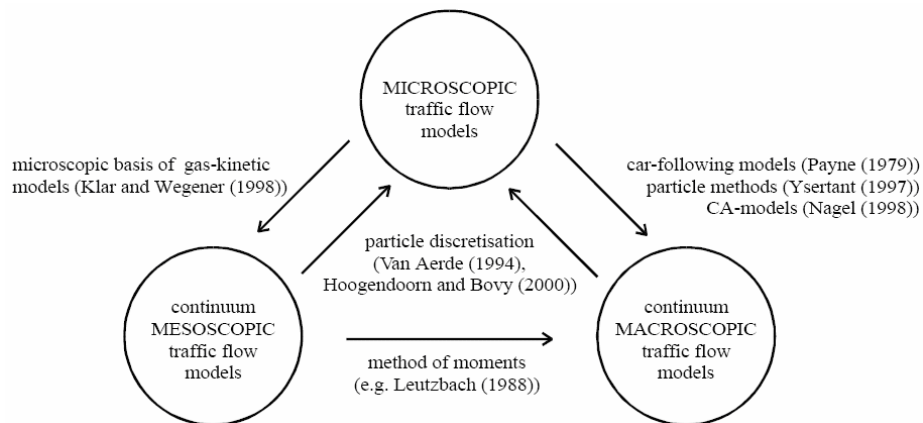 MICROSCOPIC
traffic flow
models
microscopic basis of gas-kinetic
models (Klar and Wegener (1998))
car-following models (Payne (1979))
particle methods (Ysertant (1997))
CA-models (Nagel (1998))
particle discretisation
(Van Aerde (1994),
Hoogendoorn and Bovy (2000))
continuum
MESOSCOPIC
traffic flow
models
method of moments
(e.g. Leutzbach (1988))
continuum
MACROSCOPIC
traffic flow
models